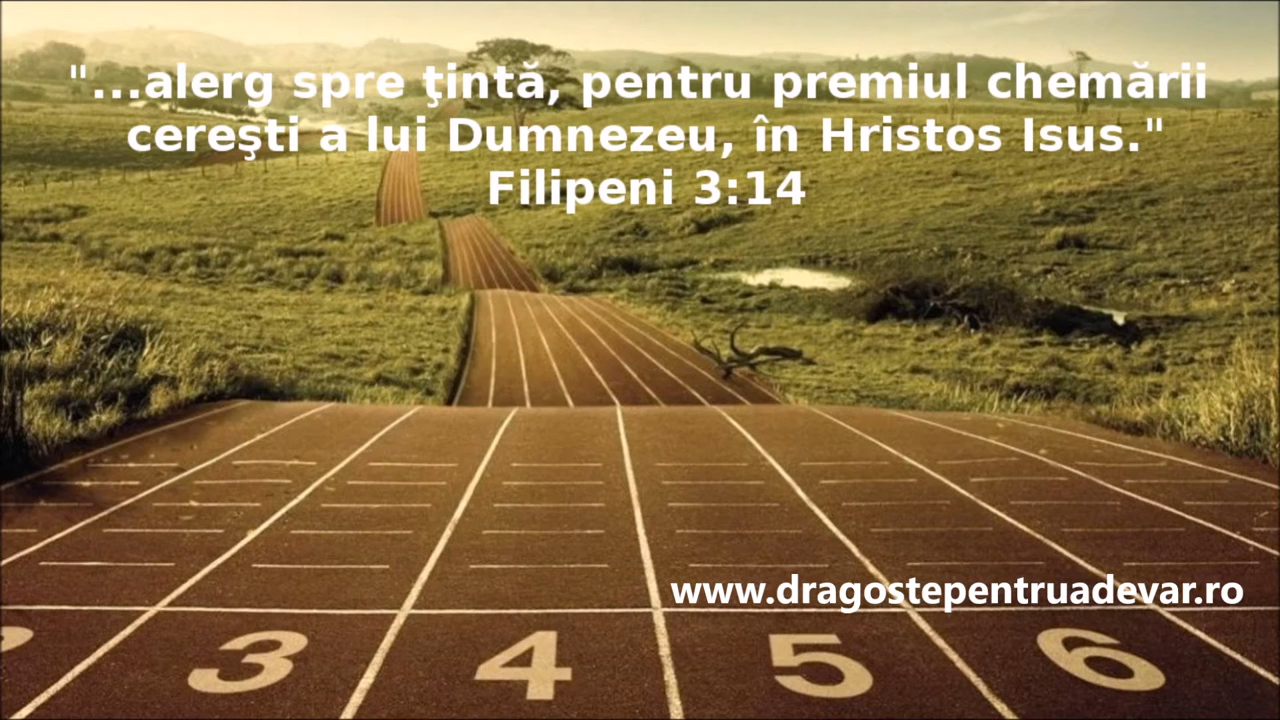 "...alerg spre ţintă, pentru premiul chemării
cereşti a lui Dumnezeu, în Hristos Isus."
Filipeni 3:14
www.dragostepentruadevar.ro
3 4 5 6